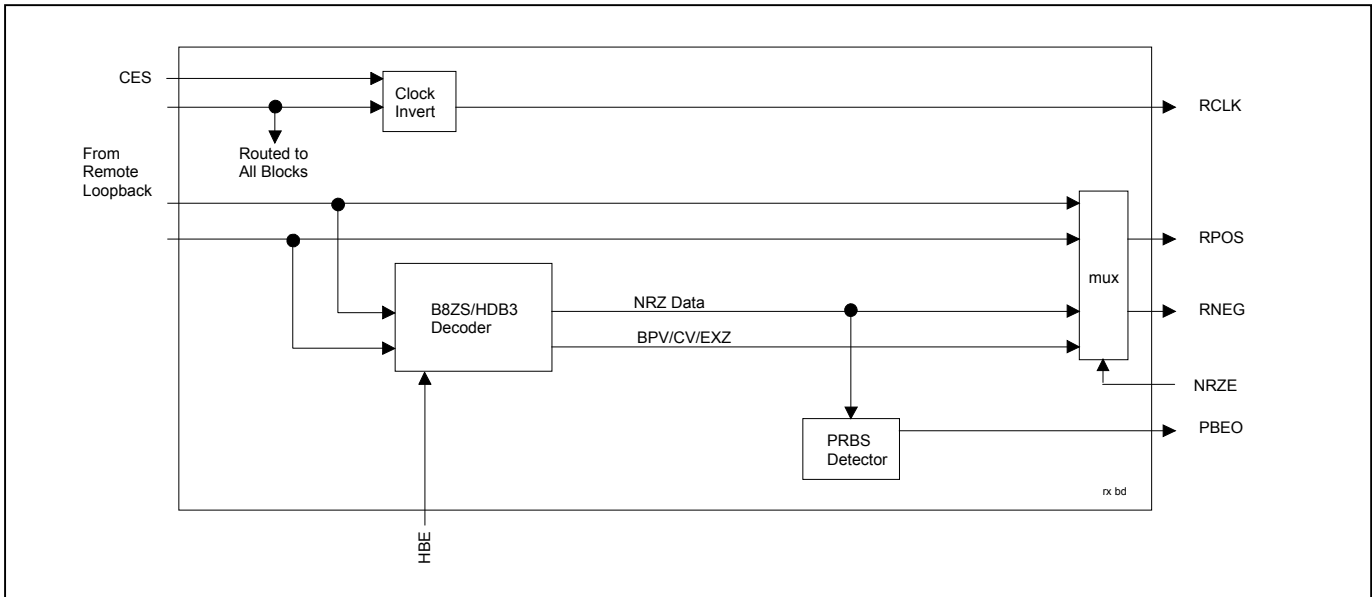 CES
Clock
Invert
RCLK
From
Remote
Loopback
Routed to
All Blocks
RPOS
mux
B8ZS/HDB3
Decoder
NRZ Data
RNEG
BPV/CV/EXZ
NRZE
PBEO
PRBS
Detector
rx bd
HBE